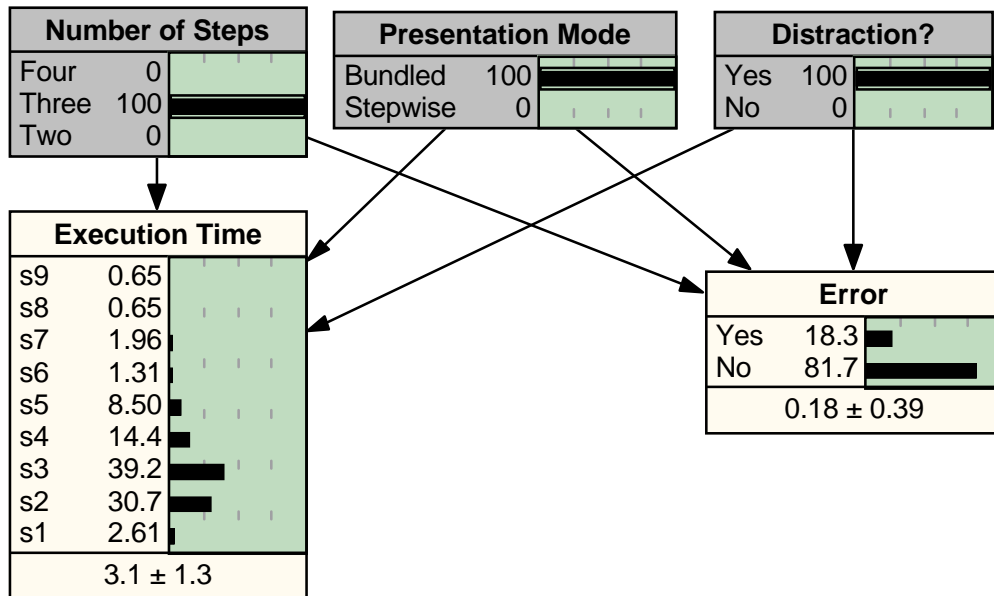 Number of Steps
Four 0
Three 100
Two 0
Presentation Mode
Bundled 100
Stepwise 0
Distraction?
Yes 100
No 0
Execution Time
s9 0.65
s8 0.65
s7 1.96
s6 1.31
s5 8.50
s4 14.4
s3 39.2
s2 30.7
s1 2.61
3.1 ± 1.3
Error
Yes 18.3
No 81.7
0.18 ± 0.39